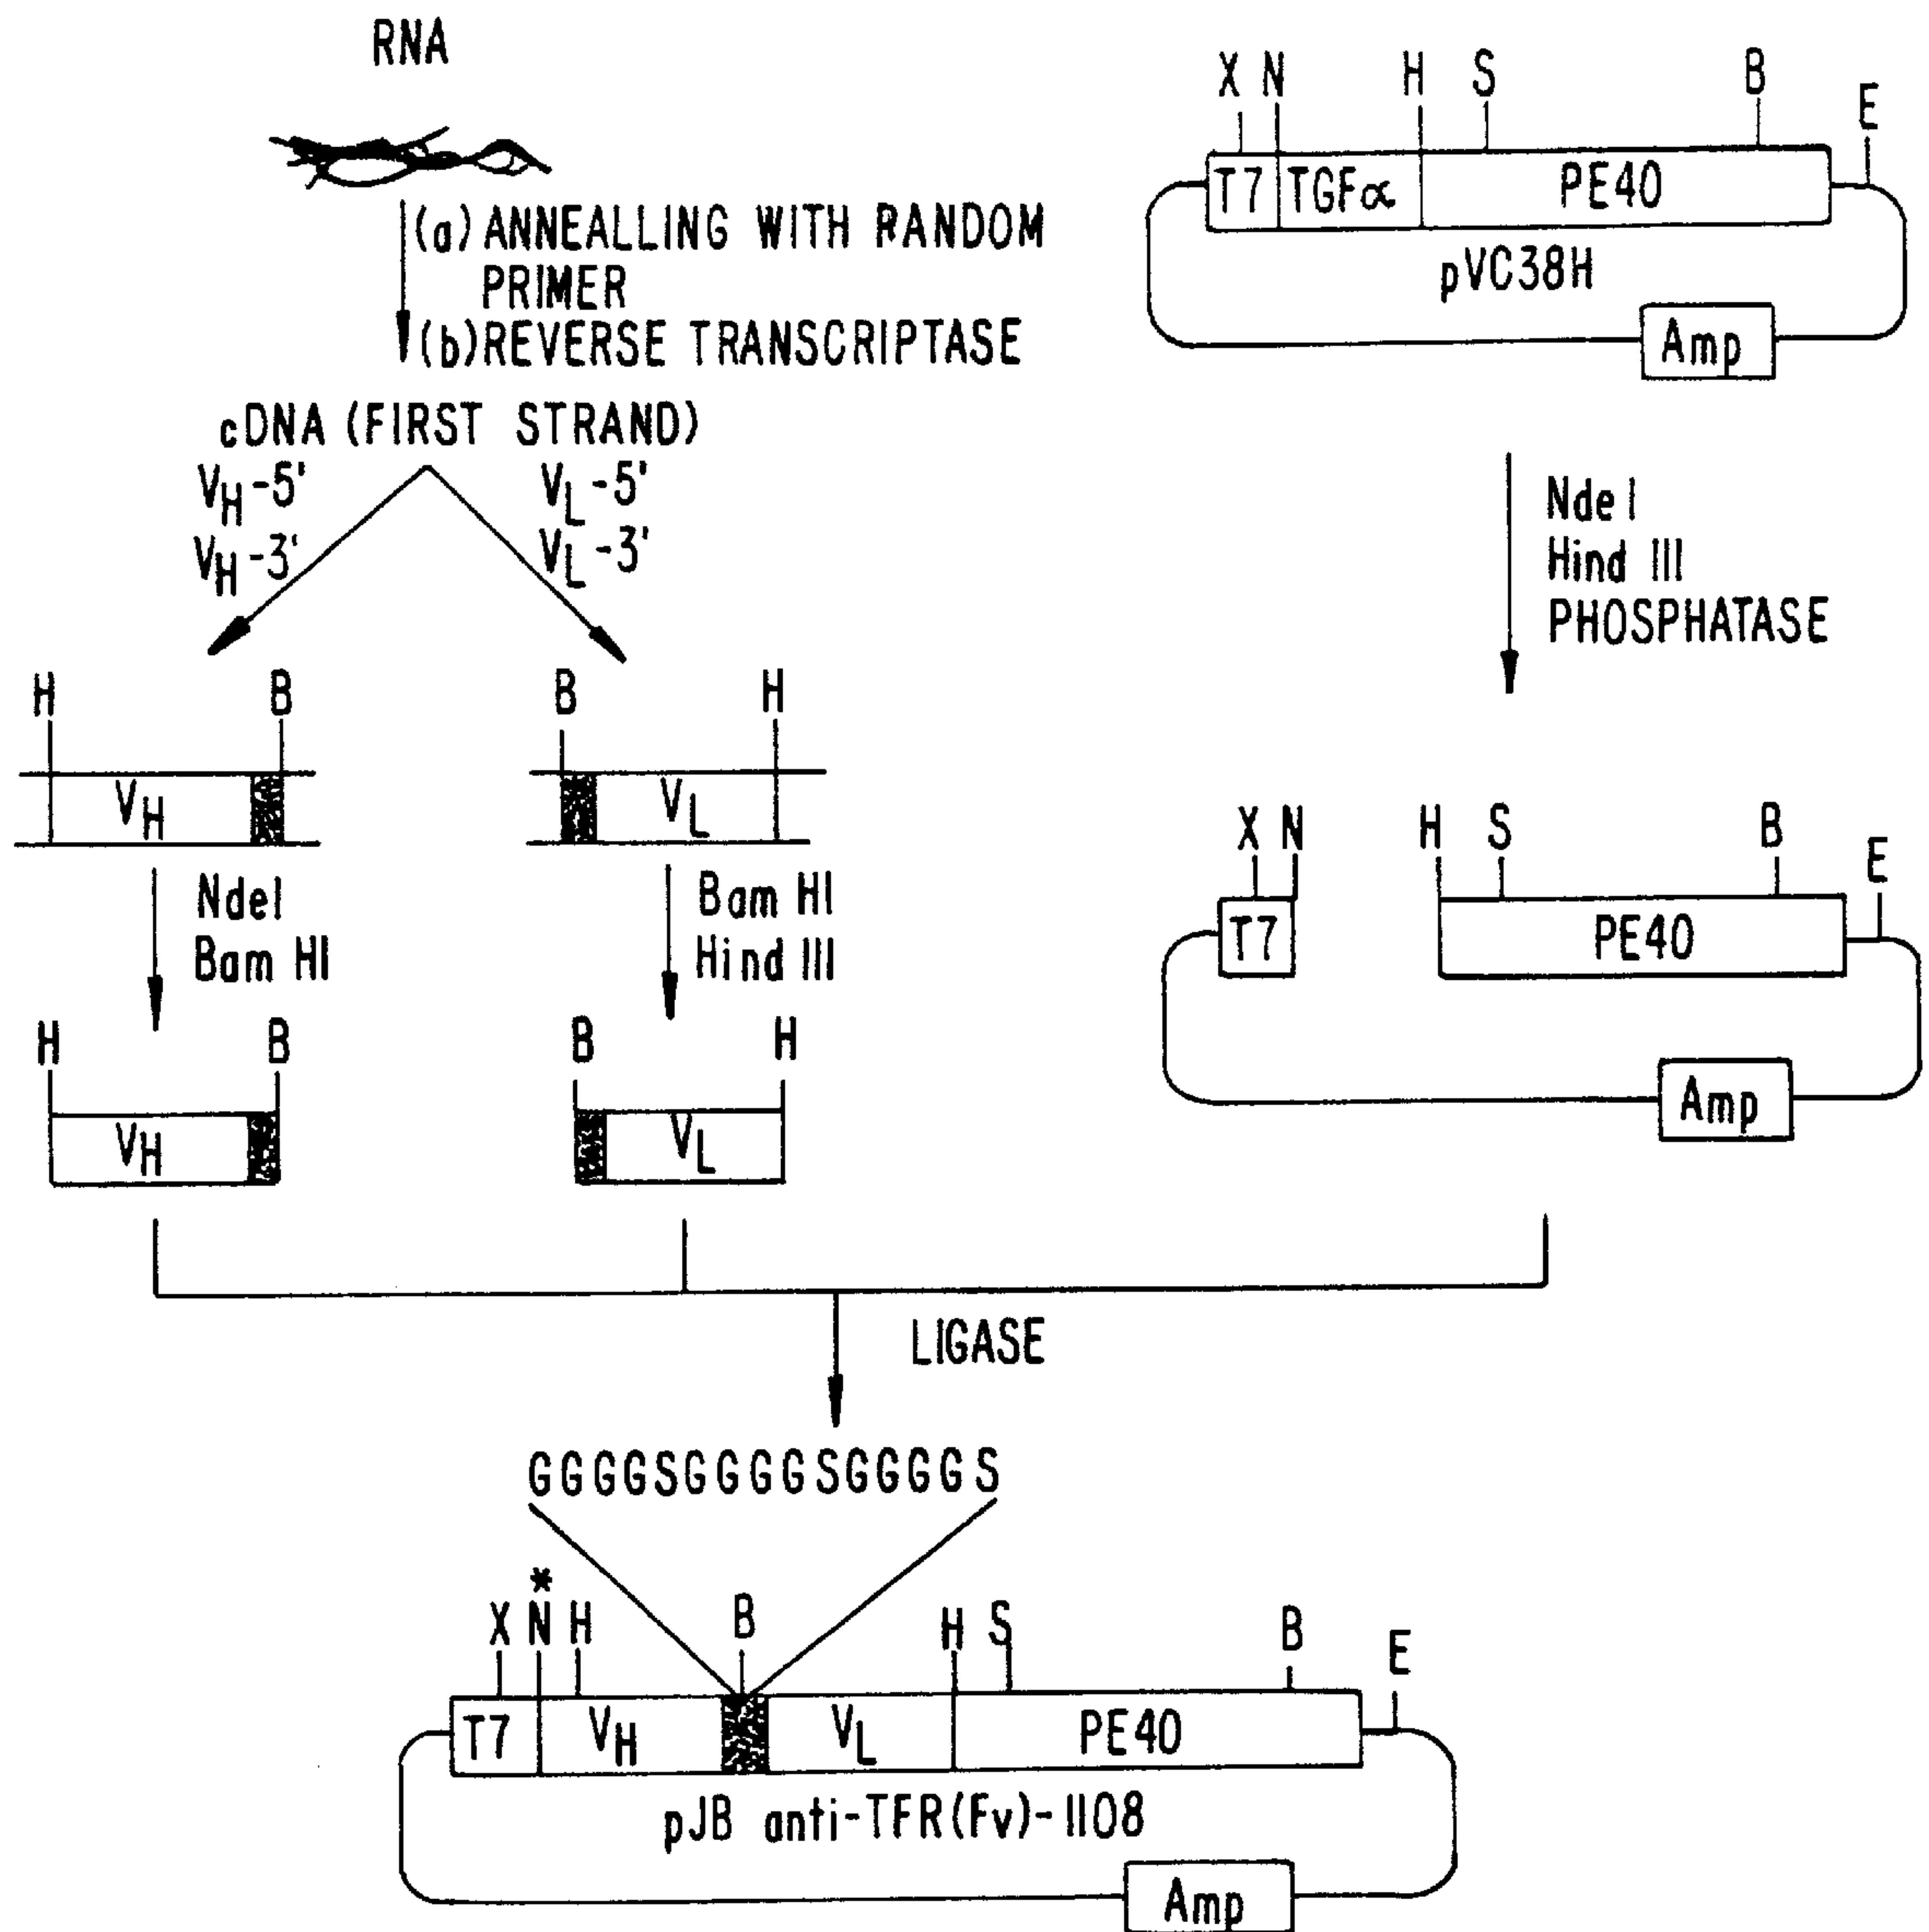 RNA
(a) ANNEALLING WITH RANDOM
PRIMER
(b) REVERSE TRANSCRIPTASE
cDNA (FIRST STRAND)
VH-5'
VH-3'
VL-5'
VL-3'
H B
VH
B H
VL
NdeI
Bam HI
Bam HI
Hind III
H B
VH
B H
VL
X N H S B E
T7 TGFα PE40
pVC38H
Amp
Nde I
Hind III
PHOSPHATASE
X N H S B E
T7 PE40
Amp
LIGASE
GGGGSGGGGSGGGGS
*
X N H B H S B E
T7 VH VL PE40
pJB anti-TFR(Fv)-1108
Amp